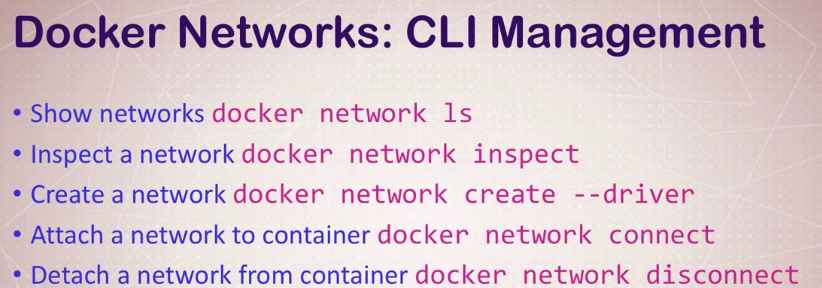 Docker Networks: CLI Management
• Show networks docker network ls
• Inspect a network docker network inspect
• Create a network docker network create --driver
• Attach a network to container docker network connect
• Detach a network from container docker network disconnect